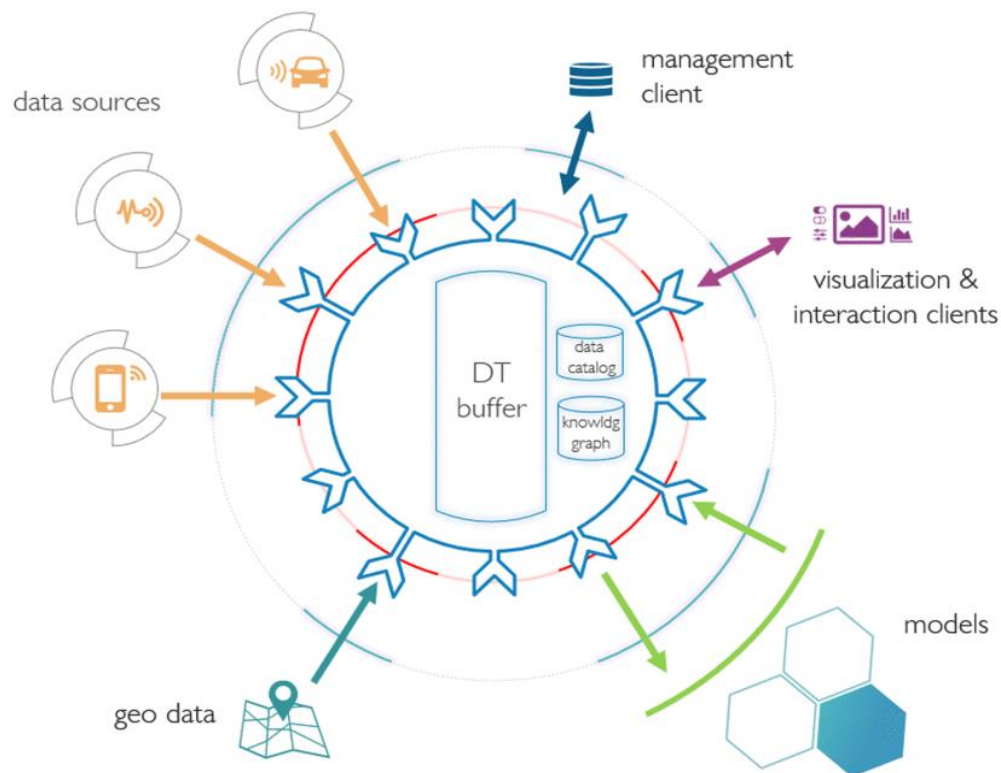 data sources
management
client
visualization &
interaction clients
DT
buffer
data
catalog
knowldg
graph
models
geo data